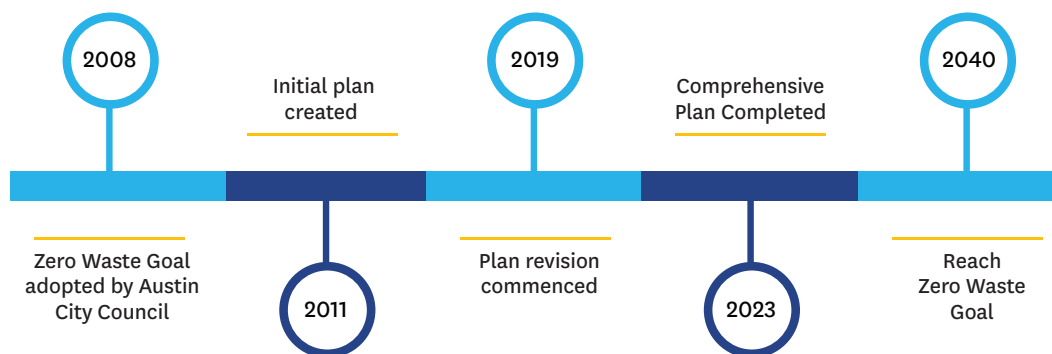 2008
Zero Waste Goal
adopted by Austin
City Council
Initial plan
created
2011
2019
Plan revision
commenced
Comprehensive
Plan Completed
2023
2040
Reach
Zero Waste
Goal